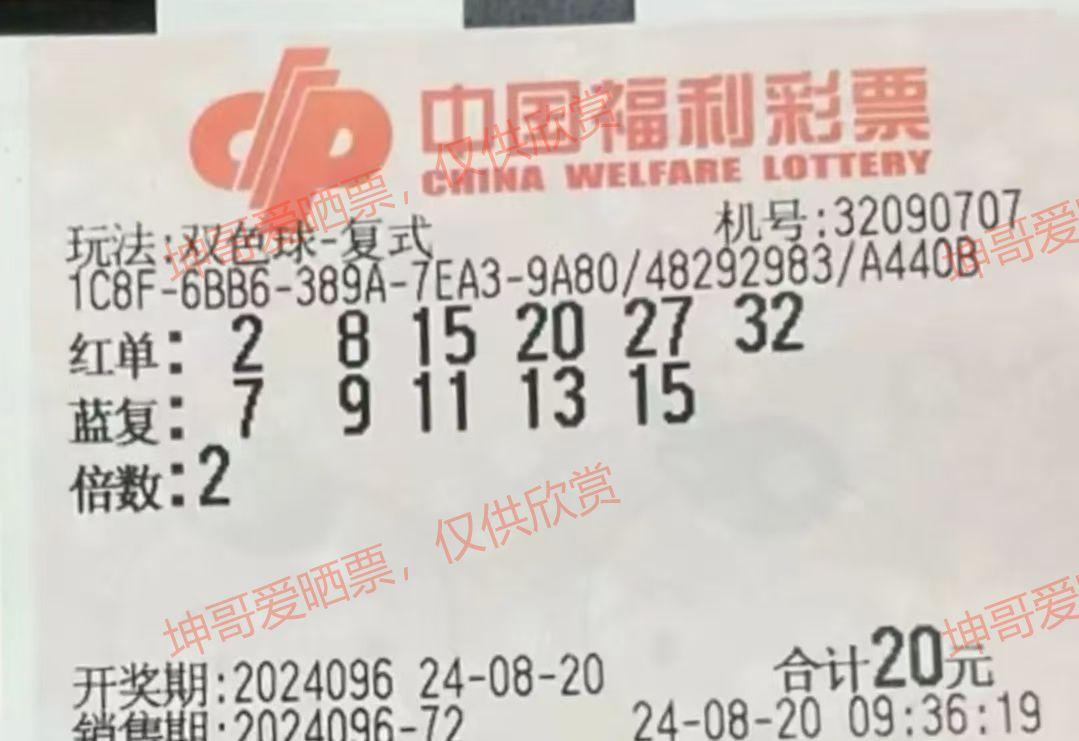 中国福利彩票
CHINA WELFARE LOTTERY
玩法:双色球-复式 机号:32090707
1C8F-6BB6-389A-7EA3-9A80/48292983/A440B
红单: 2 8 15 20 27 32
蓝复: 7 9 11 13 15
倍数:2
开奖期:2024096 24-08-20 合计20元
销售期:2024096-72 24-08-20 09:36:19
坤哥爱晒票，仅供欣赏
坤哥爱
坤哥爱晒票，仅供欣赏
坤哥爱